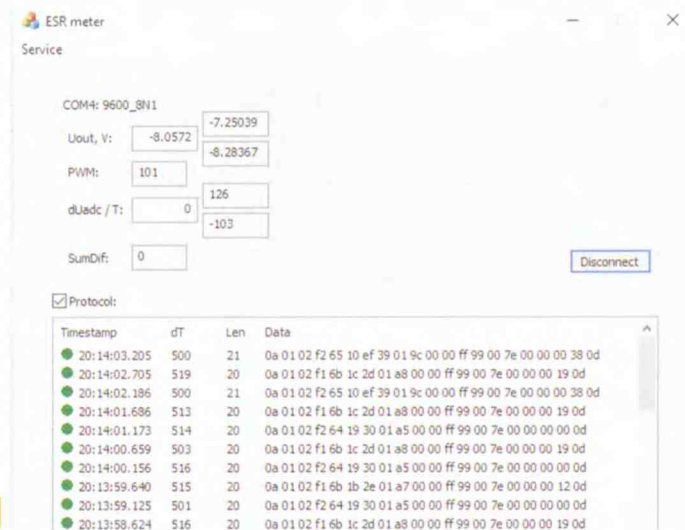 ESR meter
Service
COM4: 9600_8N1
-7.25039
Uout, V: -8.0572
-8.28367
PWM: 101
126
dUadc / T: 0
-103
SumDif: 0
Disconnect
Protocol:
Timestamp dT Len Data
20:14:03.205 500 21 0a 01 02 f2 65 10 ef 39 01 9c 00 00 ff 99 00 7e 00 00 00 38 0d
20:14:02.705 519 20 0a 01 02 f1 6b 1c 2d 01 a8 00 00 ff 99 00 7e 00 00 00 19 0d
20:14:02.186 500 21 0a 01 02 f2 65 10 ef 39 01 9c 00 00 ff 99 00 7e 00 00 00 38 0d
20:14:01.686 513 20 0a 01 02 f1 6b 1c 2d 01 a8 00 00 ff 99 00 7e 00 00 00 19 0d
20:14:01.173 514 20 0a 01 02 f2 64 19 30 01 a5 00 00 ff 99 00 7e 00 00 00 00 0d
20:14:00.659 503 20 0a 01 02 f1 6b 1c 2d 01 a8 00 00 ff 99 00 7e 00 00 00 19 0d
20:14:00.156 516 20 0a 01 02 f2 64 19 30 01 a5 00 00 ff 99 00 7e 00 00 00 00 0d
20:13:59.640 515 20 0a 01 02 f1 6b 1b 2e 01 a7 00 00 ff 99 00 7e 00 00 00 12 0d
20:13:59.125 501 20 0a 01 02 f2 64 19 30 01 a5 00 00 ff 99 00 7e 00 00 00 00 0d
20:13:58.624 516 20 0a 01 02 f1 6b 1c 2d 01 a8 00 00 ff 99 00 7e 00 00 00 19 0d